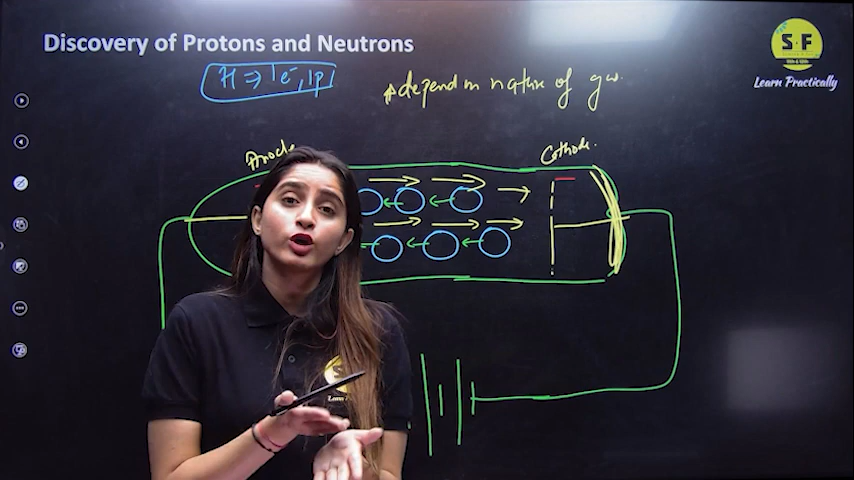 Discovery of Protons and Neutrons
H ⇒ 1e⁻, 1p
depend on nature of gas.
S F
Learn Practically
Anode
Cathode.